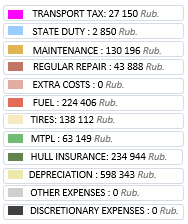 TRANSPORT TAX: 27 150 Rub.
STATE DUTY : 2 850 Rub.
MAINTENANCE : 130 196 Rub.
REGULAR REPAIR : 43 888 Rub.
EXTRA COSTS : 0 Rub.
FUEL : 224 406 Rub.
TIRES: 138 112 Rub.
MTPL : 63 149 Rub.
HULL INSURANCE: 234 944 Rub.
DEPRECIATION : 598 343 Rub.
OTHER EXPENSES : 0 Rub.
DISCRETIONARY EXPENSES : 0 Rub.